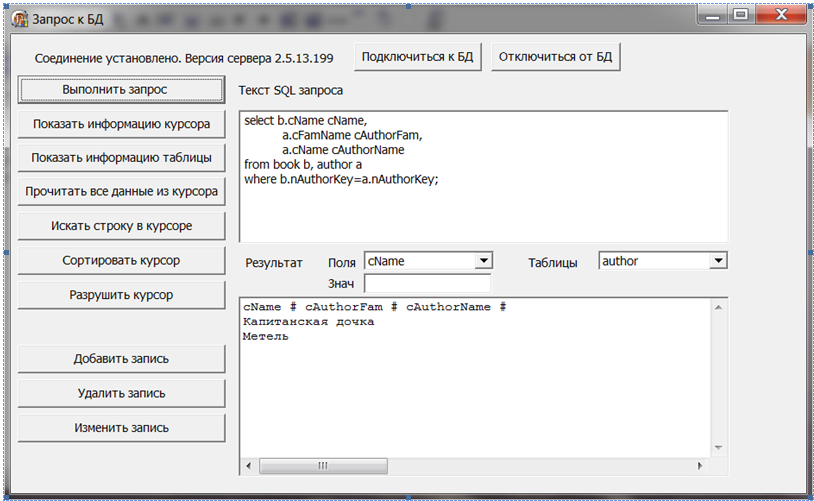 Запрос к БД
Соединение установлено. Версия сервера 2.5.13.199
Подключиться к БД
Отключиться от БД
Выполнить запрос
Текст SQL запроса
Показать информацию курсора
Показать информацию таблицы
Прочитать все данные из курсора
Искать строку в курсоре
Сортировать курсор
Разрушить курсор
Добавить запись
Удалить запись
Изменить запись
select b.cName cName,
a.cFamName cAuthorFam,
a.cName cAuthorName
from book b, author a
where b.nAuthorKey=a.nAuthorKey;
Результат
Поля
cName
Таблицы
author
Знач
cName # cAuthorFam # cAuthorName #
Капитанская дочка
Метель